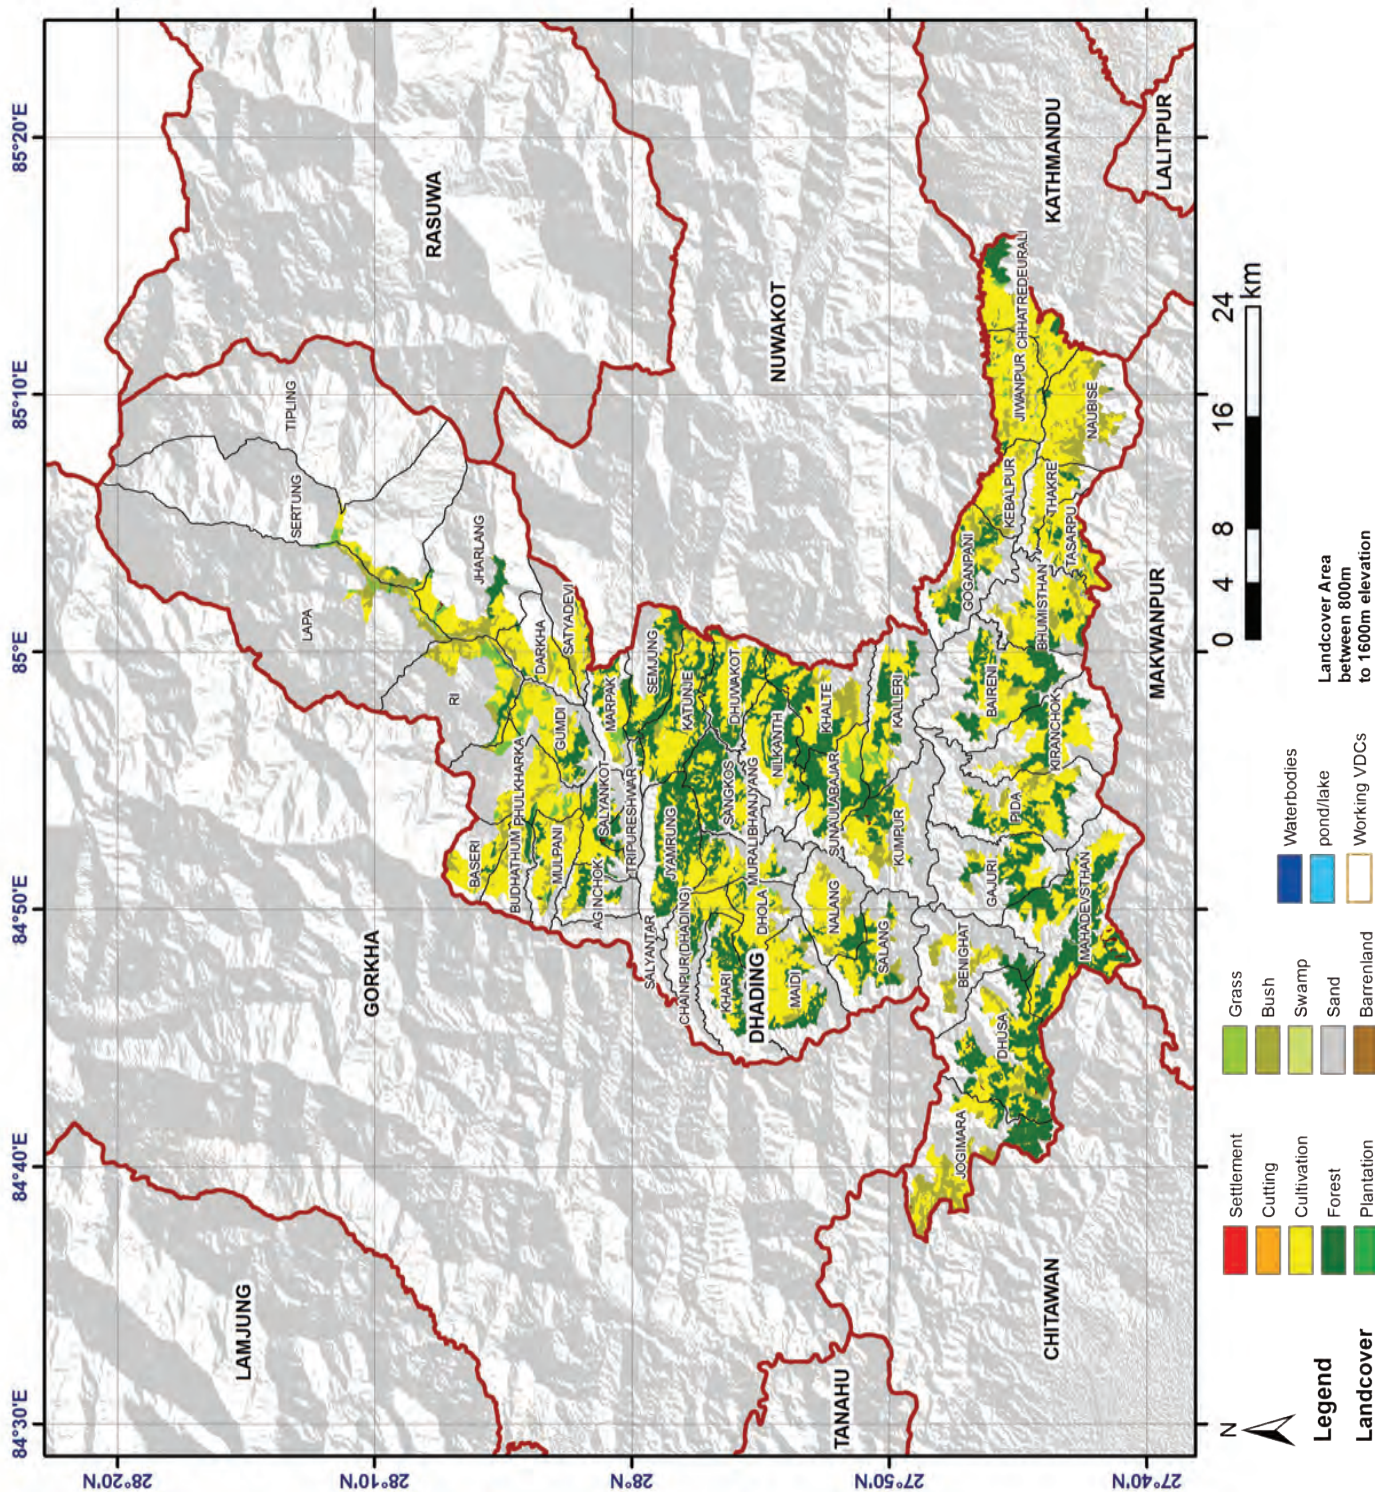 84°30'E
84°40'E
84°50'E
85°E
85°10'E
85°20'E
28°20'N
28°10'N
28°N
27°50'N
27°40'N
LAMJUNG
GORKHA
RASUWA
NUWAKOT
KATHMANDU
LALITPUR
MAKWANPUR
CHITAWAN
TANAHU
DHADING
TIPLING
SERTUNG
LAPA
JHARLANG
RI
DARKHA
SATYADEVI
BASERI
BUDHATHUM
PHULKHARKA
GUMDI
MULPANI
MARPAK
AGINCHOK
SALYANKOT
TRIPURESHWAR
SEMJUNG
SALYANTAR
JYAMRUNG
KATUNJE
CHAINPUR(DHADING)
KHARI
SANGKOS
DHUWAKOT
MURALIBHANJYANG
DHOLA
NILKANTH
MAIDI
KHALTE
NALANG
SUNAULABAJAR
SALANG
KUMPUR
KALLERI
BENIGHAT
JOGIMARA
DHUSA
GAJURI
PIDA
BAIRENI
KIRANCHOK
MAHADEVSTHAN
GOGANPANI
BHUMISTHAN
KEBALPUR
TASARPU
THAKRE
JIWANPUR
CHHATREDEURALI
NAUBISE
N
0 4 8 16 24
km
Legend
Landcover
Settlement
Cutting
Cultivation
Forest
Plantation
Grass
Bush
Swamp
Sand
Barrenland
Waterbodies
pond/lake
Working VDCs
Landcover Area
between 800m
to 1600m elevation